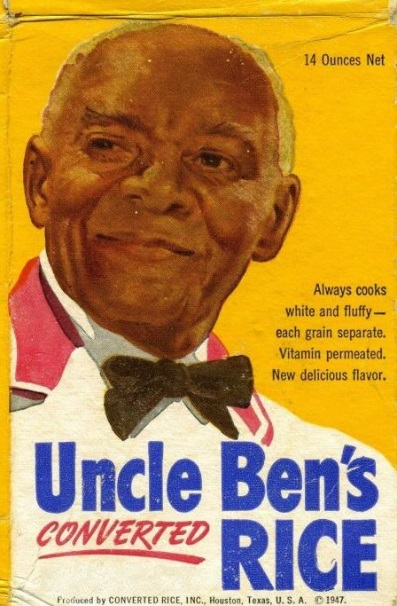 14 Ounces Net
Always cooks
white and fluffy—
each grain separate.
Vitamin permeated.
New delicious flavor.
Uncle Ben's
CONVERTED RICE
Produced by CONVERTED RICE, INC., Houston, Texas, U. S. A. © 1947.